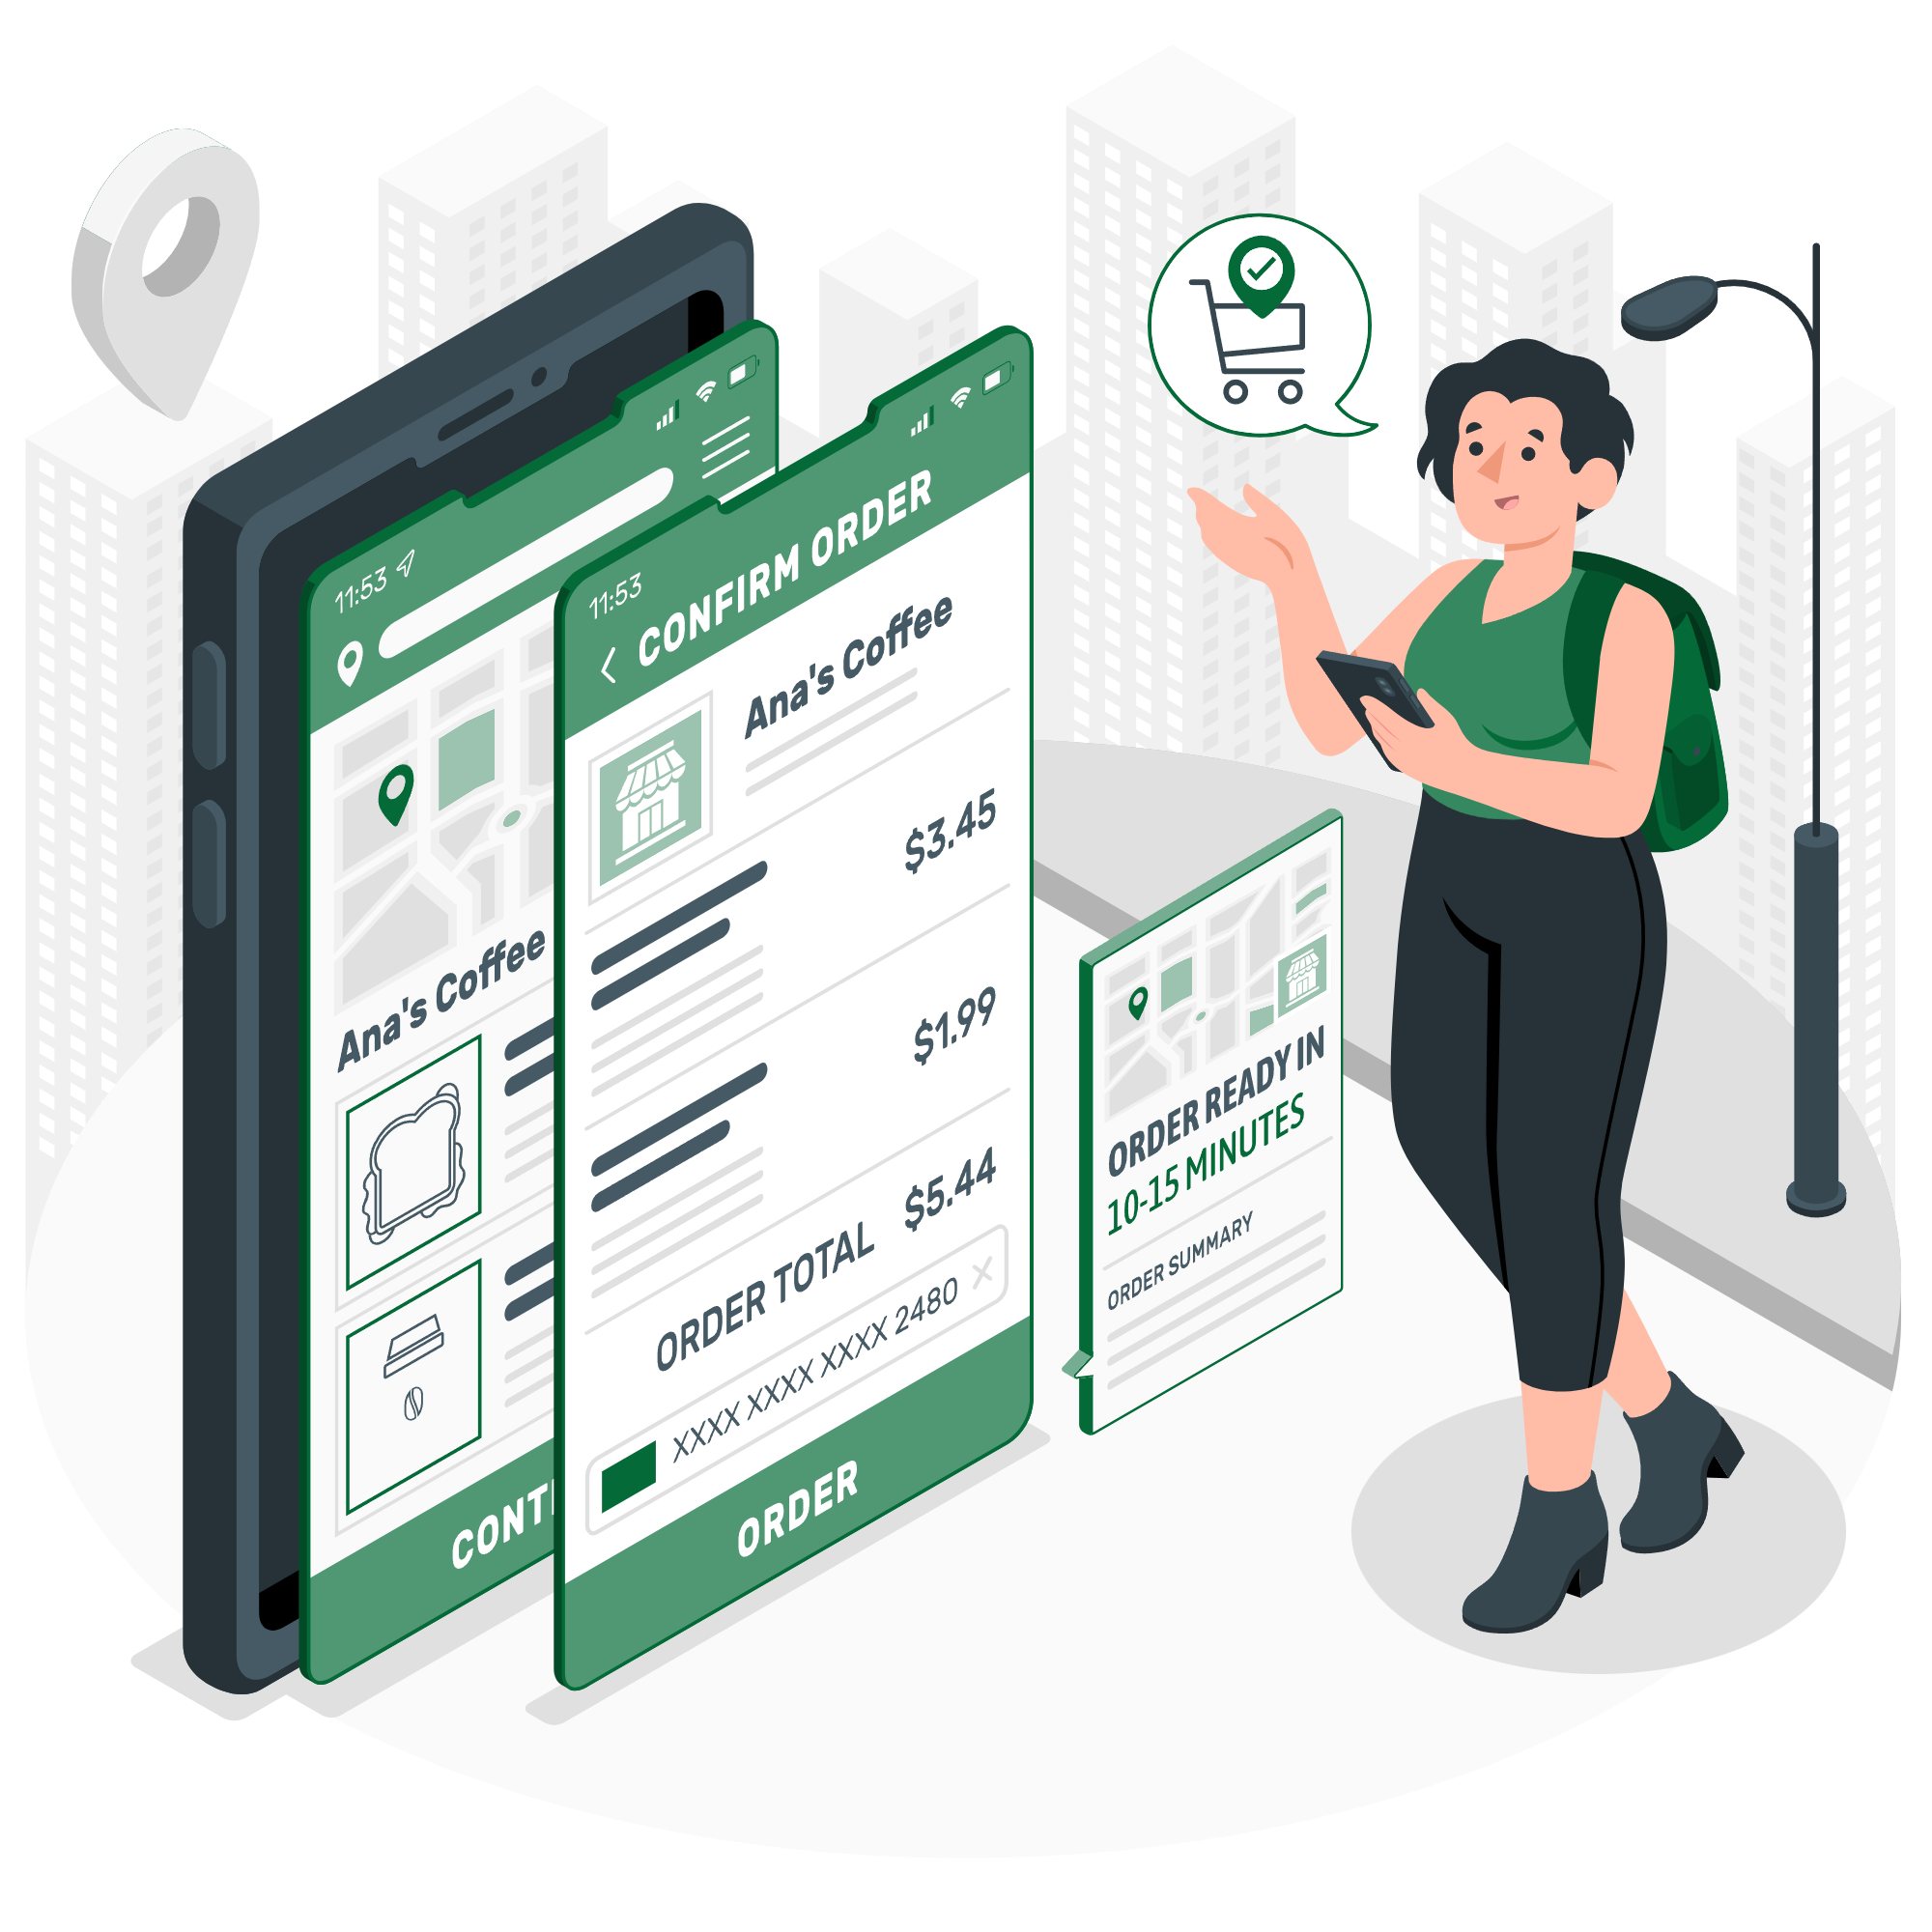 11:53
Ana's Coffee
11:53
CONFIRM ORDER
Ana's Coffee
$3.45
$1.99
ORDER TOTAL $5.44
XXXX XXXX XXXX 2480 X
ORDER
ORDER READY IN
10-15 MINUTES
ORDER SUMMARY